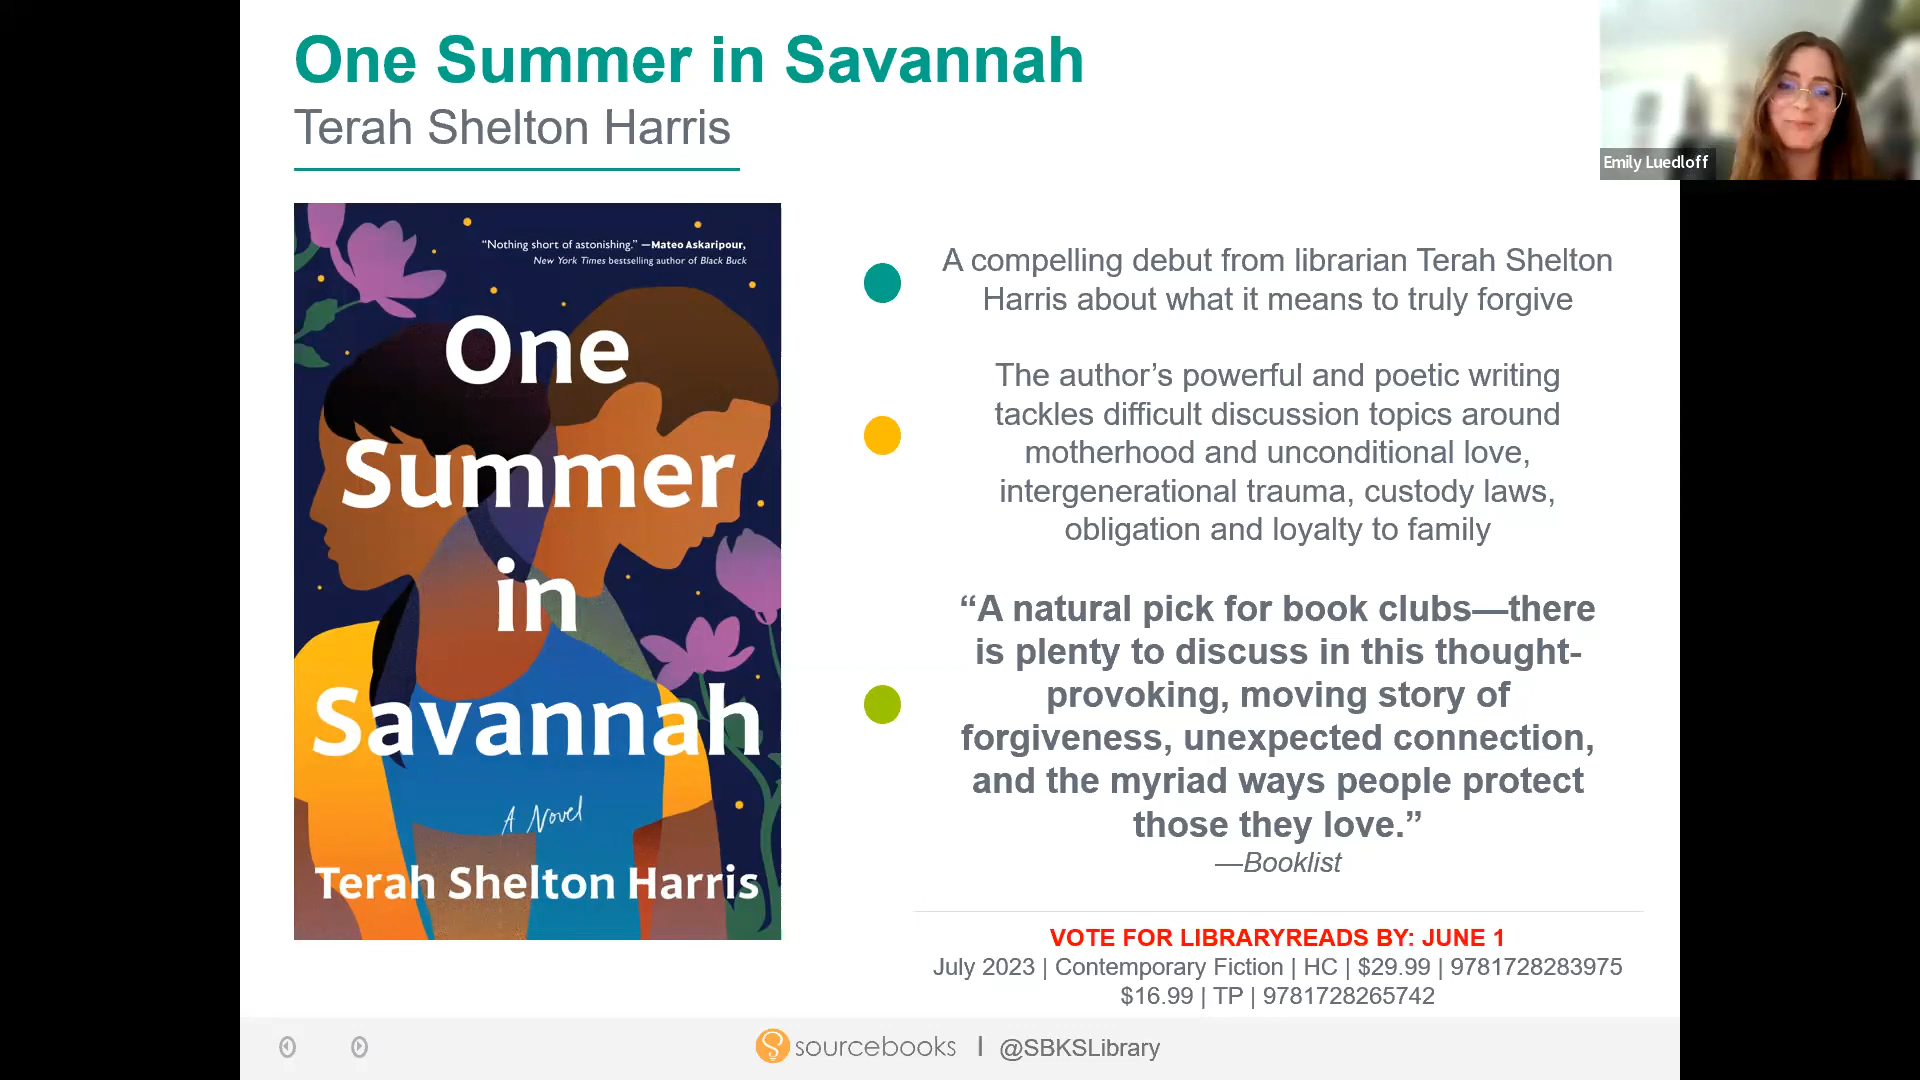 One Summer in Savannah
Terah Shelton Harris
Emily Luedloff
“Nothing short of astonishing.” —Mateo Askaripour,
New York Times bestselling author of Black Buck
One
Summer
in
Savannah
A Novel
Terah Shelton Harris
A compelling debut from librarian Terah Shelton
Harris about what it means to truly forgive
The author’s powerful and poetic writing
tackles difficult discussion topics around
motherhood and unconditional love,
intergenerational trauma, custody laws,
obligation and loyalty to family
“A natural pick for book clubs—there
is plenty to discuss in this thought-
provoking, moving story of
forgiveness, unexpected connection,
and the myriad ways people protect
those they love.”
—Booklist
VOTE FOR LIBRARYREADS BY: JUNE 1
July 2023 | Contemporary Fiction | HC | $29.99 | 9781728283975
$16.99 | TP | 9781728265742
sourcebooks | @SBKSLibrary